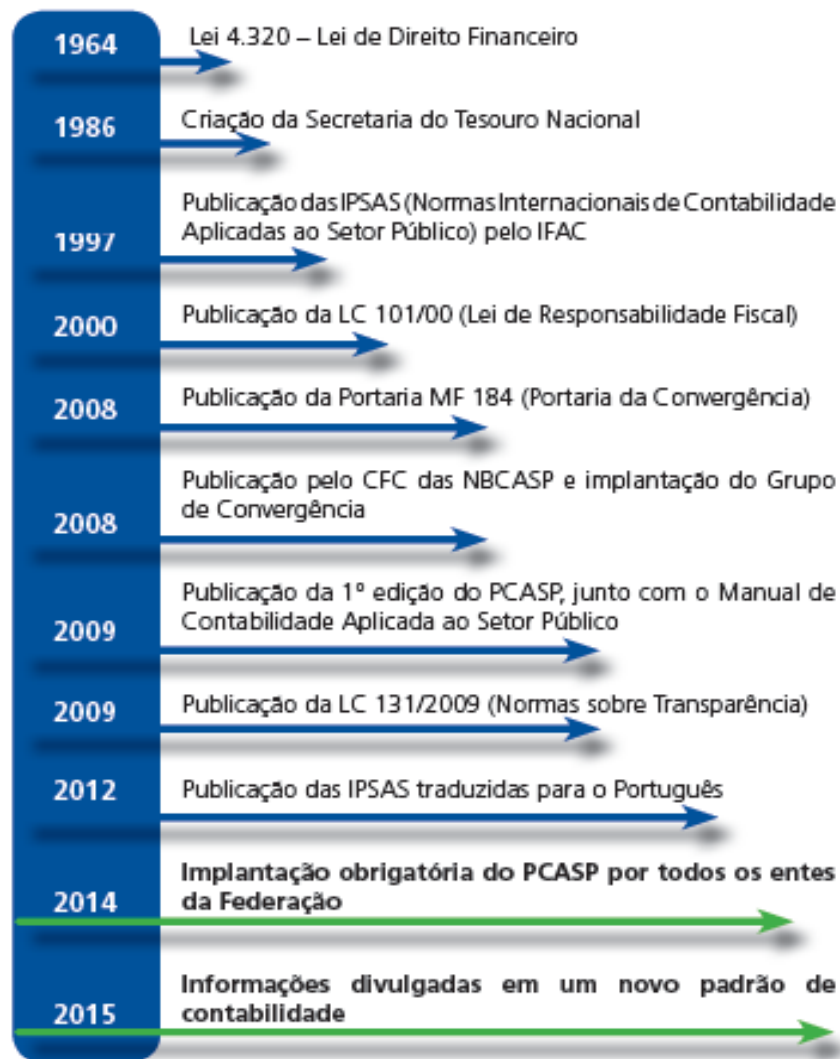 1964
Lei 4.320 – Lei de Direito Financeiro
1986
Criação da Secretaria do Tesouro Nacional
1997
Publicação das IPSAS (Normas Internacionais de Contabilidade
Aplicadas ao Setor Público) pelo IFAC
2000
Publicação da LC 101/00 (Lei de Responsabilidade Fiscal)
2008
Publicação da Portaria MF 184 (Portaria da Convergência)
2008
Publicação pelo CFC das NBCASP e implantação do Grupo
de Convergência
2009
Publicação da 1º edição do PCASP, junto com o Manual de
Contabilidade Aplicada ao Setor Público
2009
Publicação da LC 131/2009 (Normas sobre Transparência)
2012
Publicação das IPSAS traduzidas para o Português
2014
Implantação obrigatória do PCASP por todos os entes
da Federação
2015
Informações divulgadas em um novo padrão de
contabilidade